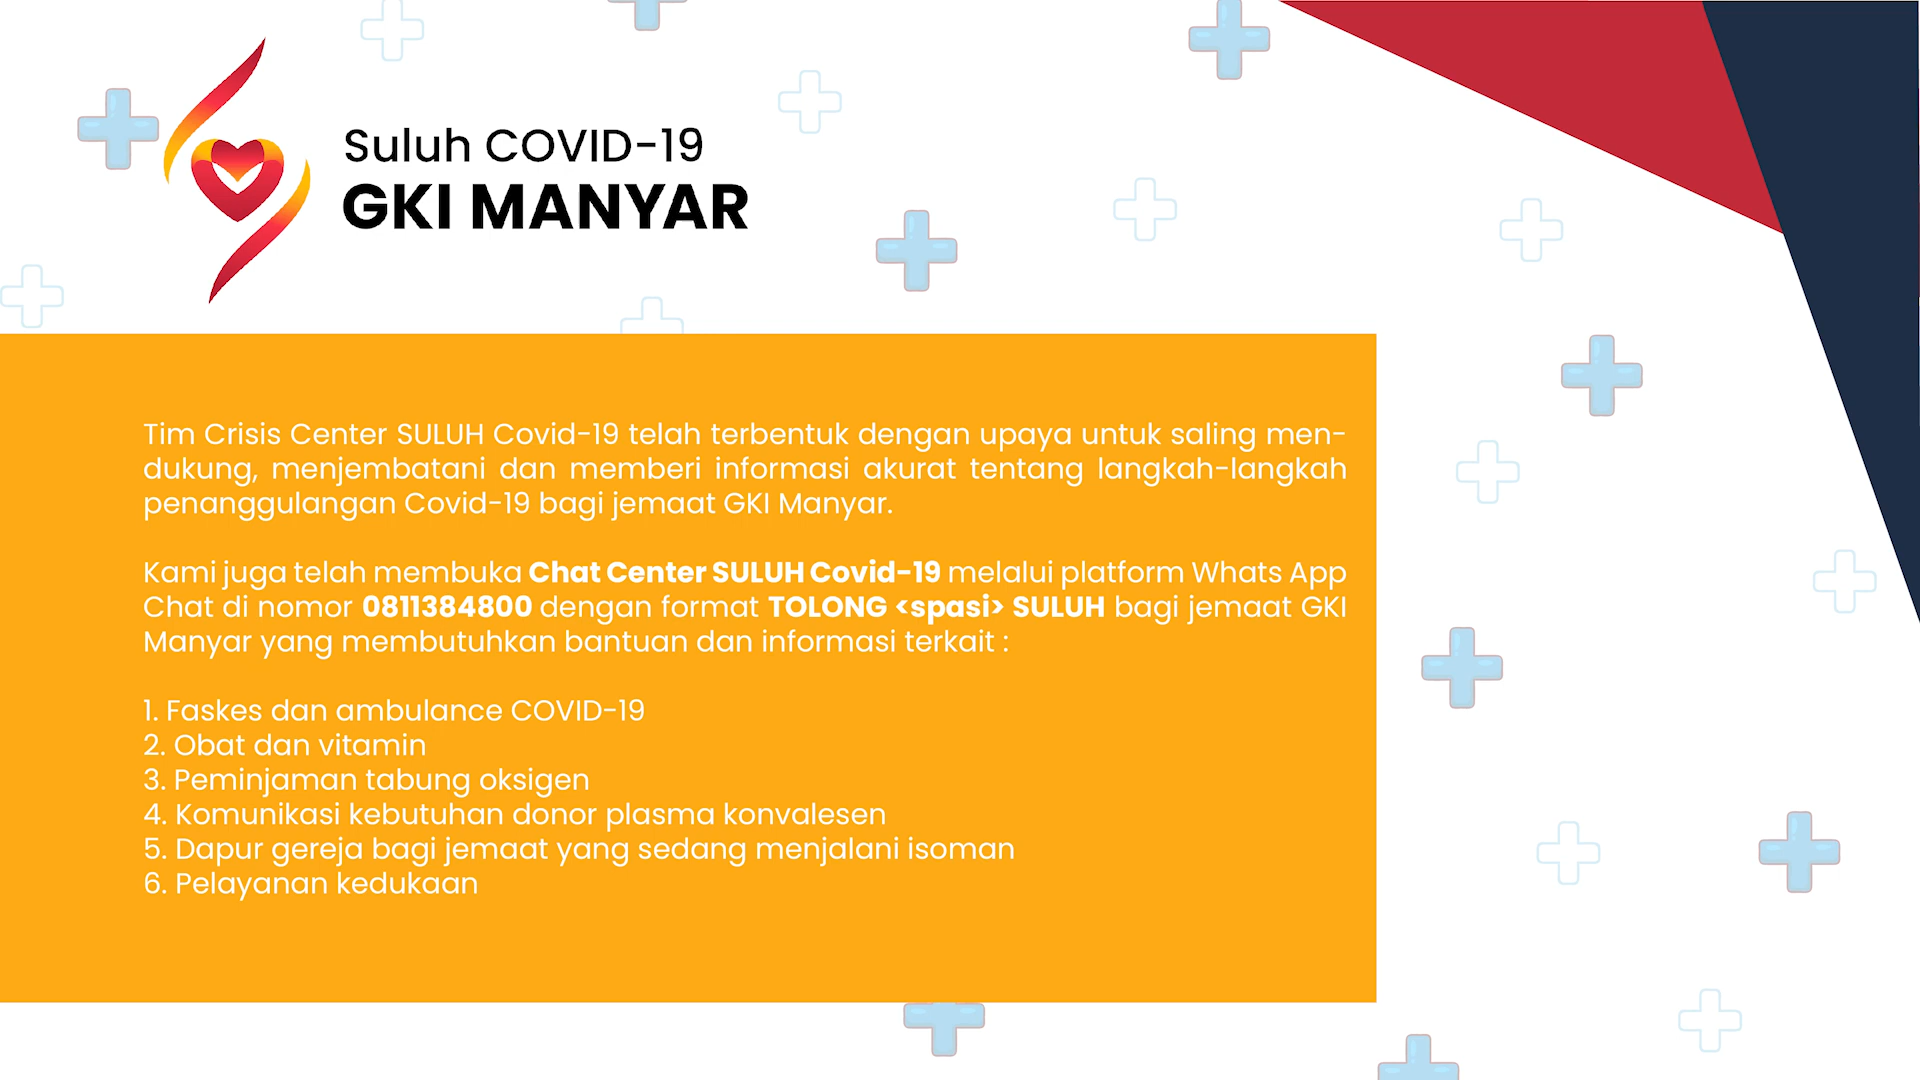 Suluh COVID-19
GKI MANYAR
Tim Crisis Center SULUH Covid-19 telah terbentuk dengan upaya untuk saling men-
dukung, menjembatani dan memberi informasi akurat tentang langkah-langkah
penanggulangan Covid-19 bagi jemaat GKI Manyar.
Kami juga telah membuka Chat Center SULUH Covid-19 melalui platform Whats App
Chat di nomor 0811384800 dengan format TOLONG <spasi> SULUH bagi jemaat GKI
Manyar yang membutuhkan bantuan dan informasi terkait :
1. Faskes dan ambulance COVID-19
2. Obat dan vitamin
3. Peminjaman tabung oksigen
4. Komunikasi kebutuhan donor plasma konvalesen
5. Dapur gereja bagi jemaat yang sedang menjalani isoman
6. Pelayanan kedukaan